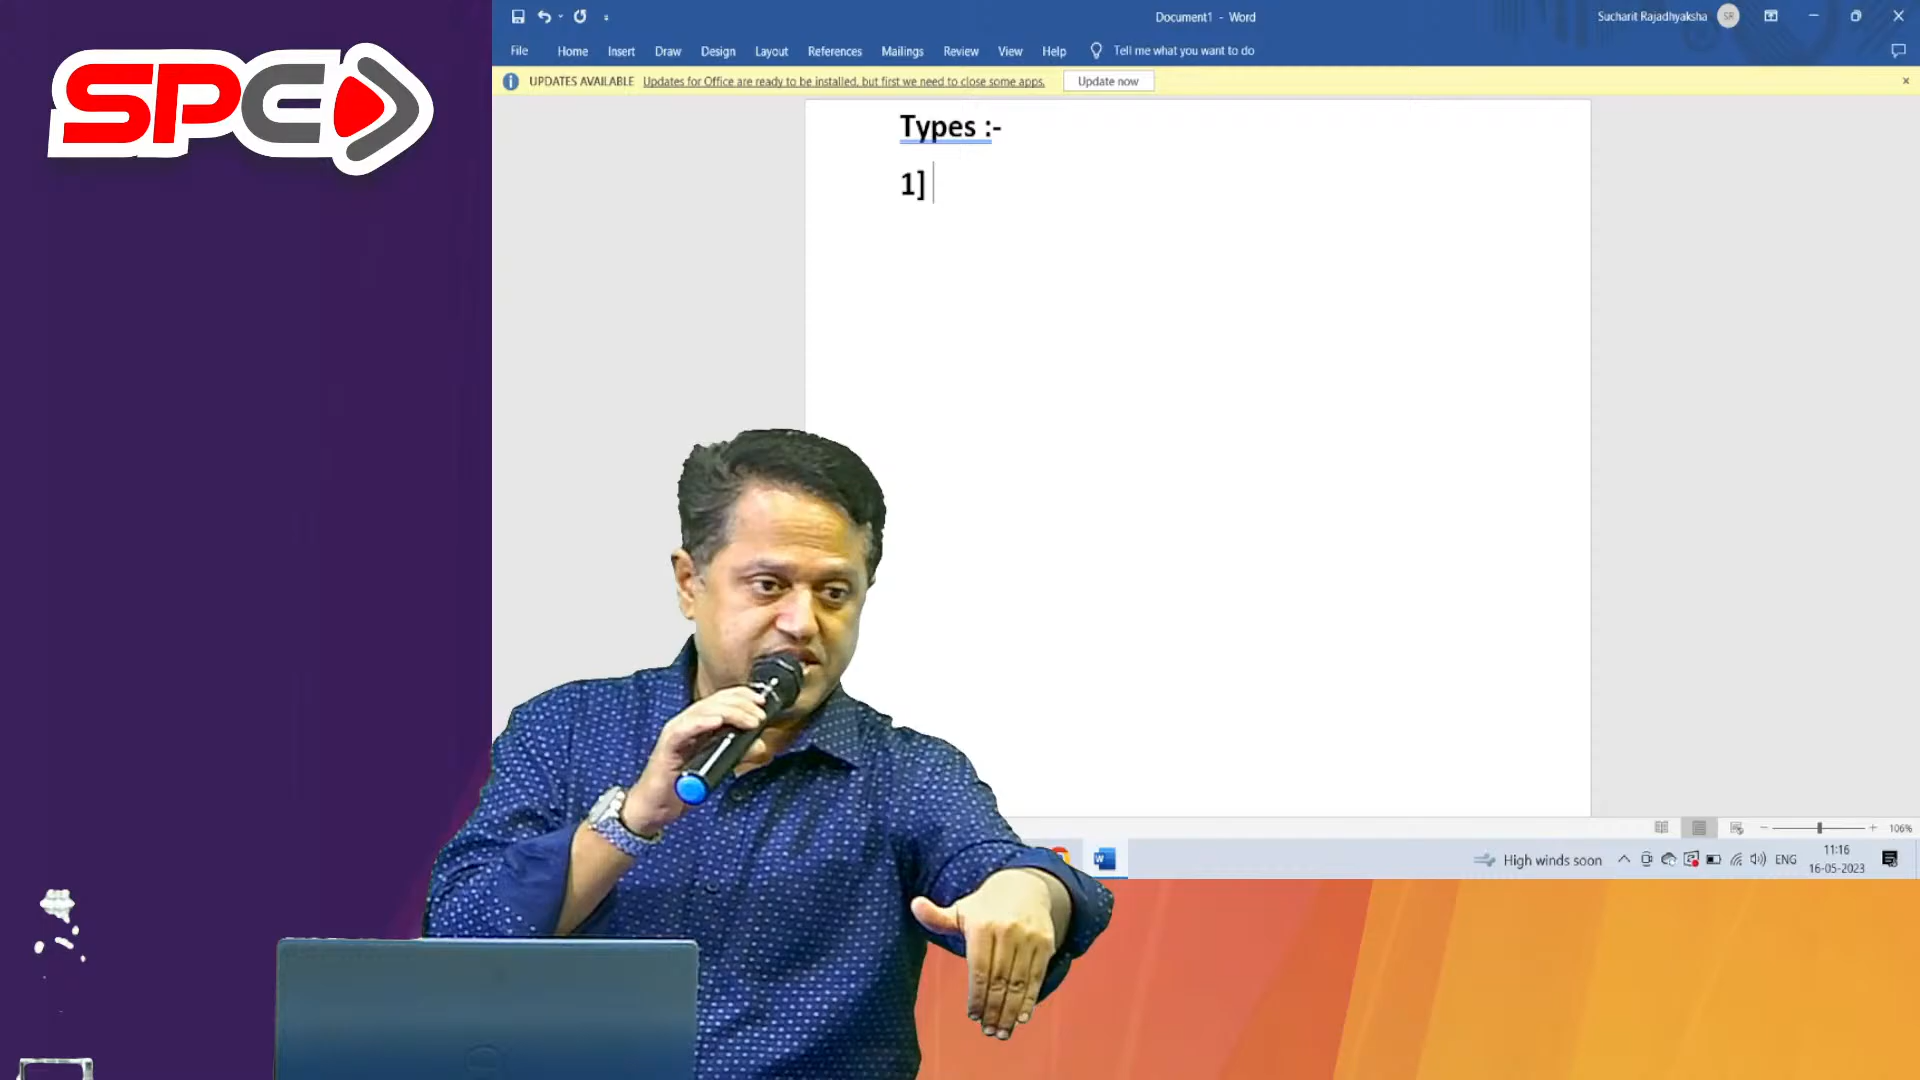 SPE
Document1 - Word
Sucharit Rajadhyaksha
SR
File Home Insert Draw Design Layout References Mailings Review View Help Tell me what you want to do
UPDATES AVAILABLE Updates for Office are ready to be installed, but first we need to close some apps. Update now
Types :-
1]
106%
High winds soon
ENG
11:16
16-05-2023